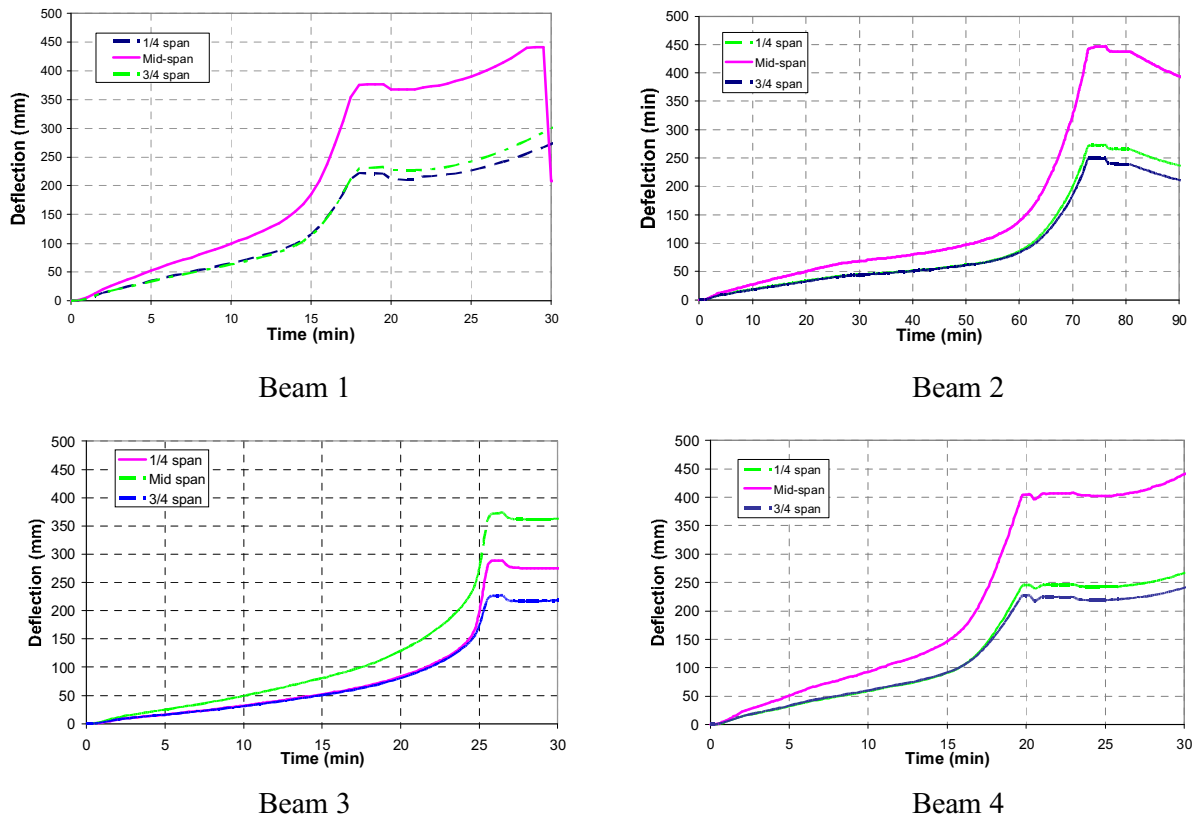 500
450
400
350
300
250
200
150
100
50
0
Deflection (mm)
1/4 span
Mid-span
3/4 span
0 5 10 15 20 25 30
Time (min)
Beam 1
500
450
400
350
300
250
200
150
100
50
0
Defelction (min)
1/4 span
Mid-span
3/4 span
0 10 20 30 40 50 60 70 80 90
Time (min)
Beam 2
500
450
400
350
300
250
200
150
100
50
0
Deflection (mm)
1/4 span
Mid span
3/4 span
0 5 10 15 20 25 30
Time (min)
Beam 3
500
450
400
350
300
250
200
150
100
50
0
Deflection (mm)
1/4 span
Mid-span
3/4 span
0 5 10 15 20 25 30
Time (min)
Beam 4